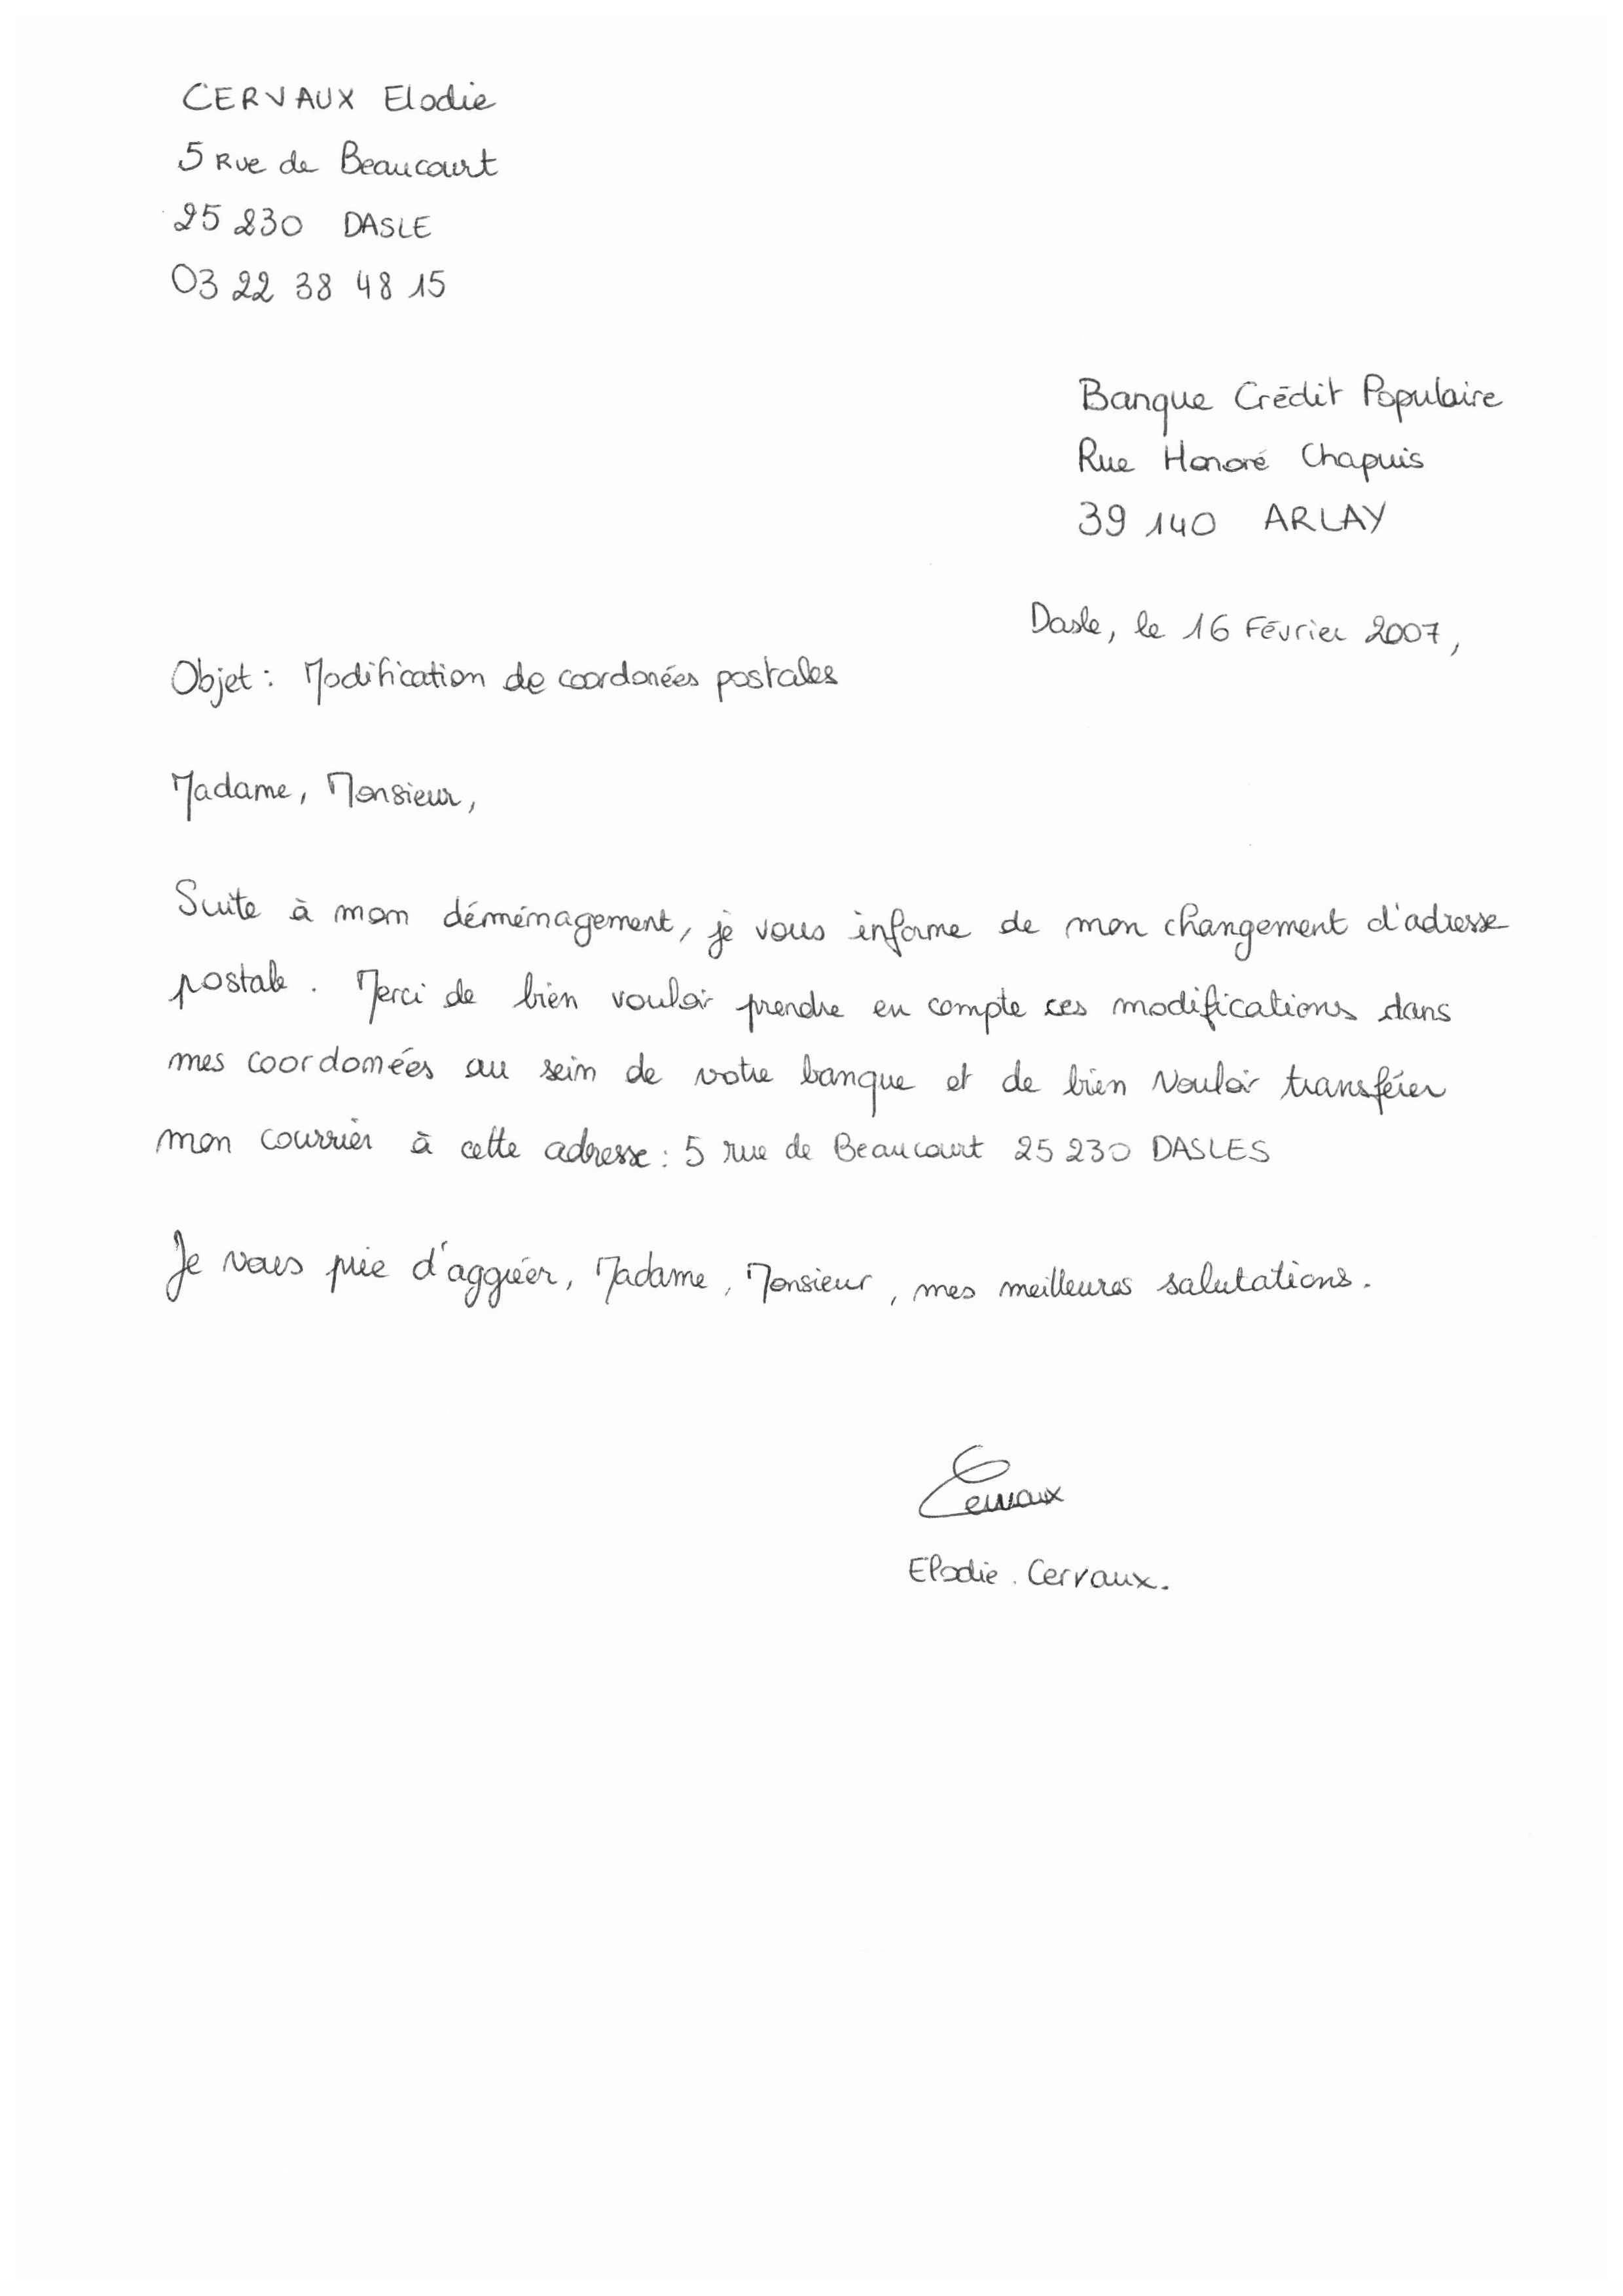 CERVAUX Elodie
5 Rue de Beaucourt
25 230 DASLE
03 22 38 48 15
Banque Crédit Populaire
Rue Honoré Chapuis
39 140 ARLAY
Dasle, le 16 Février 2007,
Objet : Modification de coordonées postales
Madame, Monsieur,
Suite à mon déménagement, je vous informe de mon changement d'adresse
postale. Merci de bien vouloir prendre en compte ces modifications dans
mes coordonées au sein de votre banque et de bien vouloir transférer
mon courrier à cette adresse : 5 rue de Beaucourt 25 230 DASLES
Je vous prie d'aggréer, Madame, Monsieur, mes meilleures salutations.
Cervaux
Elodie. Cervaux.